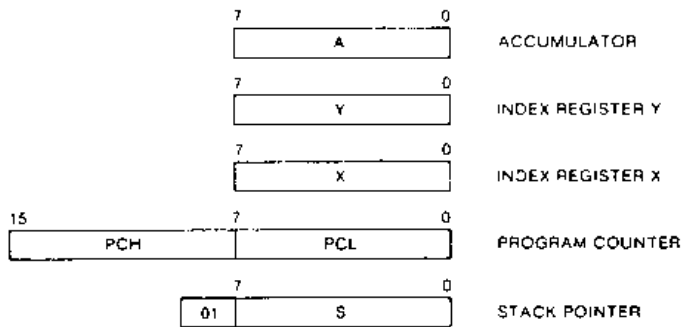 7 0
A ACCUMULATOR
7 0
Y INDEX REGISTER Y
7 0
X INDEX REGISTER X
15 7 0
PCH PCL PROGRAM COUNTER
7 0
01 S STACK POINTER